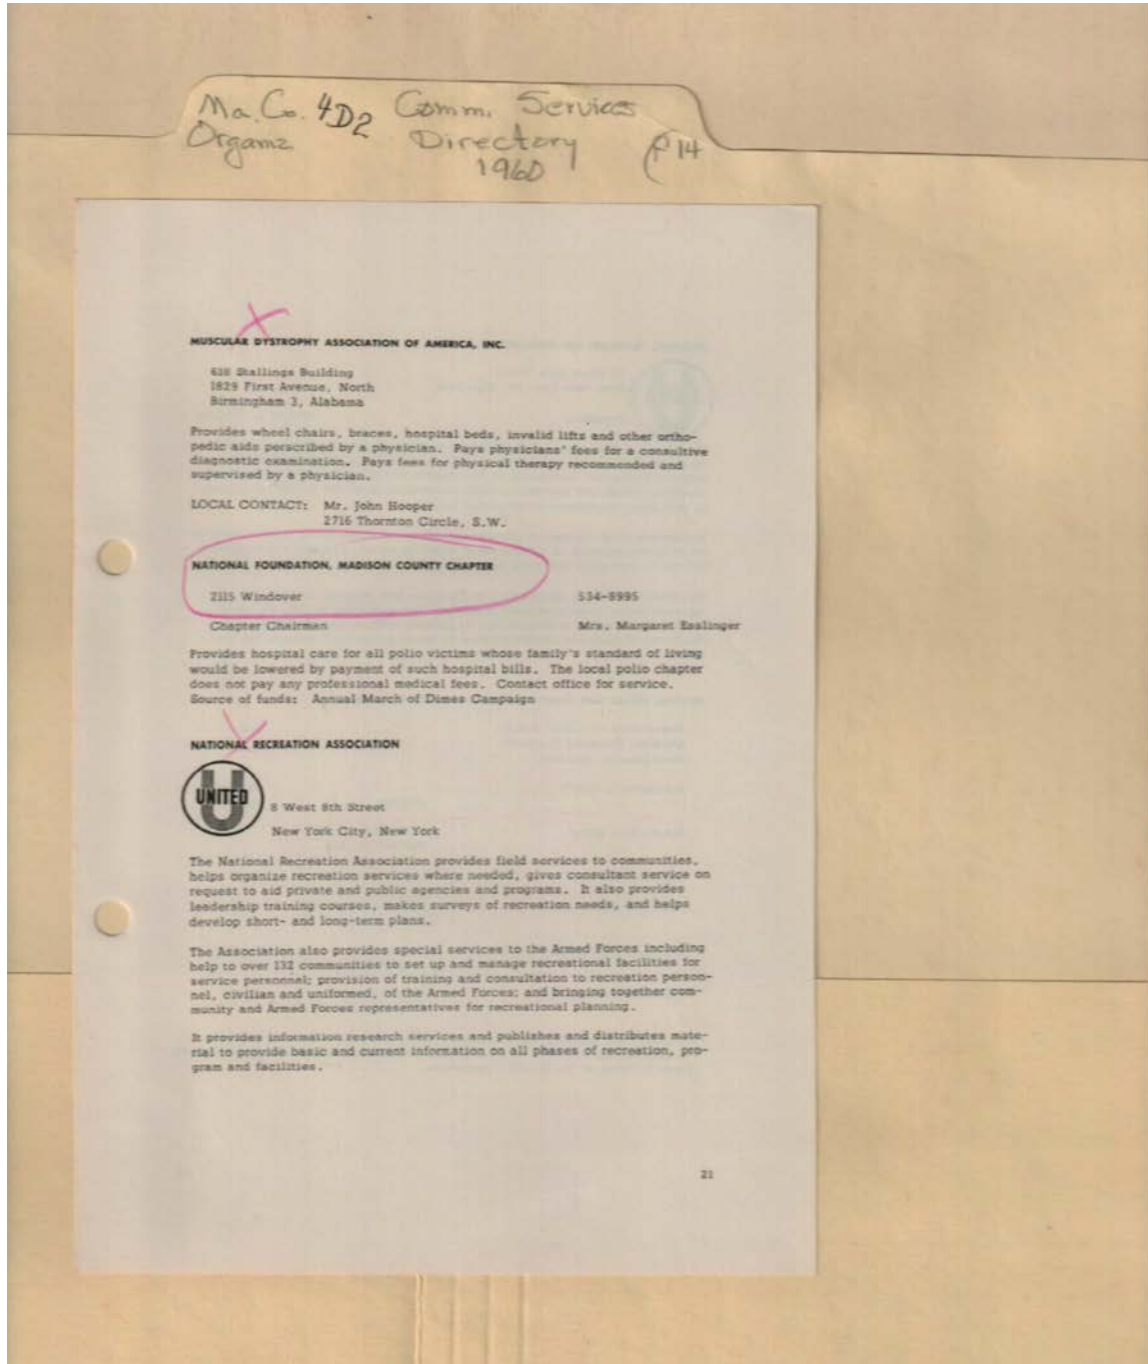 Ma. Co. 4D2 Comm. Services
Organz Directory P 14
1960
MUSCULAR DYSTROPHY ASSOCIATION OF AMERICA, INC.
618 Stallings Building
1829 First Avenue, North
Birmingham 3, Alabama
Provides wheel chairs, braces, hospital beds, invalid lifts and other ortho-
pedic aids perscribed by a physician. Pays physicians' fees for a consultive
diagnostic examination. Pays fees for physical therapy recommended and
supervised by a physician.
LOCAL CONTACT: Mr. John Hooper
2716 Thornton Circle, S.W.
NATIONAL FOUNDATION, MADISON COUNTY CHAPTER
2115 Windover 534-8995
Chapter Chairman Mrs. Margaret Esslinger
Provides hospital care for all polio victims whose family's standard of living
would be lowered by payment of such hospital bills. The local polio chapter
does not pay any professional medical fees. Contact office for service.
Source of funds: Annual March of Dimes Campaign
NATIONAL RECREATION ASSOCIATION
UNITED
8 West 8th Street
New York City, New York
The National Recreation Association provides field services to communities,
helps organize recreation services where needed, gives consultant service on
request to aid private and public agencies and programs. It also provides
leadership training courses, makes surveys of recreation needs, and helps
develop short- and long-term plans.
The Association also provides special services to the Armed Forces including
help to over 132 communities to set up and manage recreational facilities for
service personnel; provision of training and consultation to recreation person-
nel, civilian and uniformed, of the Armed Forces; and bringing together com-
munity and Armed Forces representatives for recreational planning.
It provides information research services and publishes and distributes mate-
rial to provide basic and current information on all phases of recreation, pro-
gram and facilities.
21